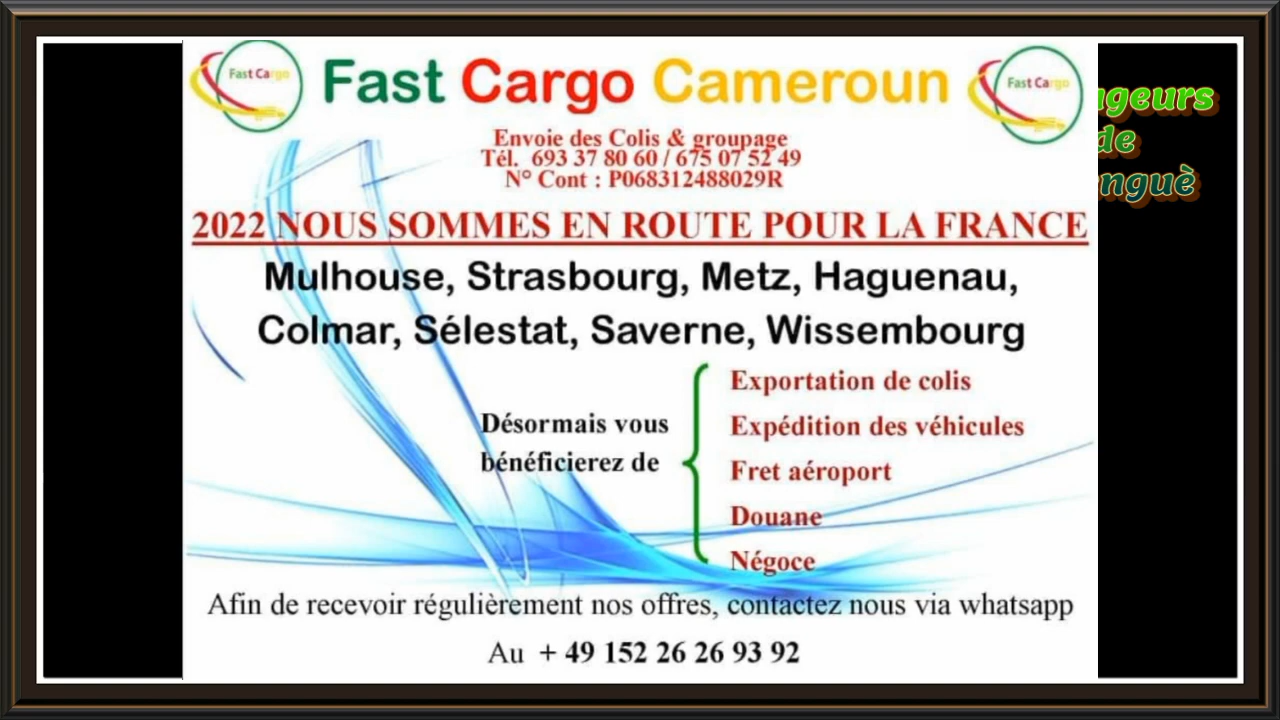 Fast Cargo
Fast Cargo Cameroun
Fast Cargo
Envoie des Colis & groupage
Tél. 693 37 80 60 / 675 07 52 49
N° Cont : P068312488029R
2022 NOUS SOMMES EN ROUTE POUR LA FRANCE
Mulhouse, Strasbourg, Metz, Haguenau,
Colmar, Sélestat, Saverne, Wissembourg
Désormais vous
bénéficierez de
Exportation de colis
Expédition des véhicules
Fret aéroport
Douane
Négoce
Afin de recevoir régulièrement nos offres, contactez nous via whatsapp
Au + 49 152 26 26 93 92
de